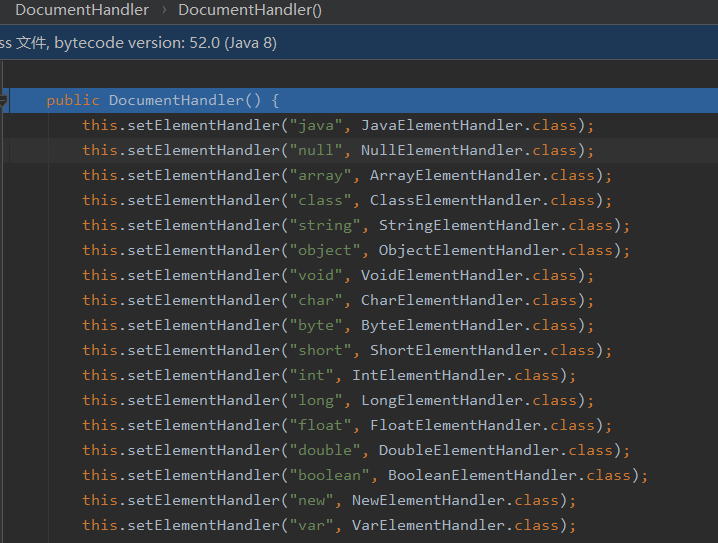 DocumentHandler › DocumentHandler()
ss 文件, bytecode version: 52.0 (Java 8)
public DocumentHandler() {
this.setElementHandler("java", JavaElementHandler.class);
this.setElementHandler("null", NullElementHandler.class);
this.setElementHandler("array", ArrayElementHandler.class);
this.setElementHandler("class", ClassElementHandler.class);
this.setElementHandler("string", StringElementHandler.class);
this.setElementHandler("object", ObjectElementHandler.class);
this.setElementHandler("void", VoidElementHandler.class);
this.setElementHandler("char", CharElementHandler.class);
this.setElementHandler("byte", ByteElementHandler.class);
this.setElementHandler("short", ShortElementHandler.class);
this.setElementHandler("int", IntElementHandler.class);
this.setElementHandler("long", LongElementHandler.class);
this.setElementHandler("float", FloatElementHandler.class);
this.setElementHandler("double", DoubleElementHandler.class);
this.setElementHandler("boolean", BooleanElementHandler.class);
this.setElementHandler("new", NewElementHandler.class);
this.setElementHandler("var", VarElementHandler.class);